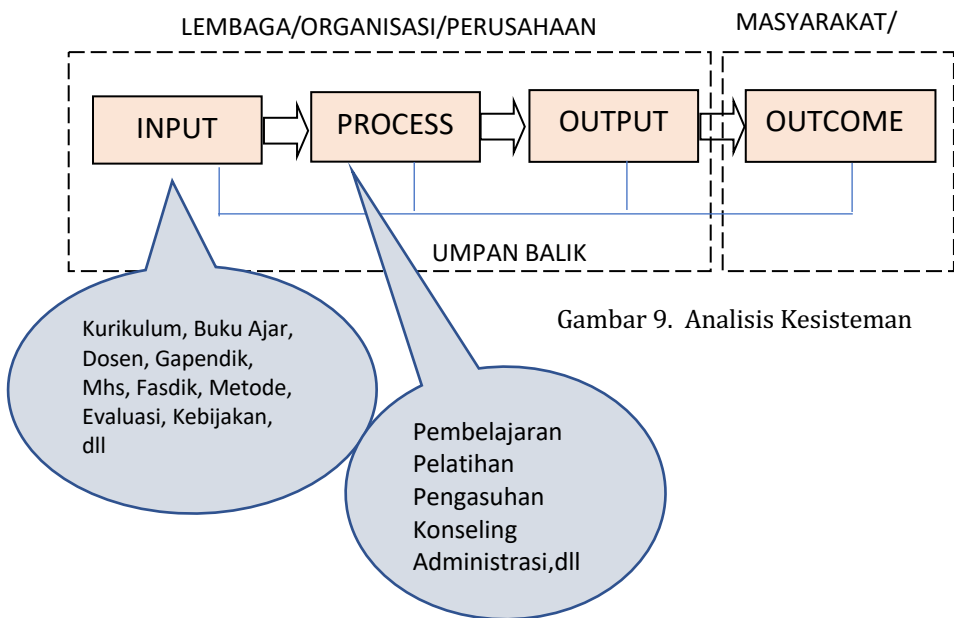 LEMBAGA/ORGANISASI/PERUSAHAAN
MASYARAKAT/
INPUT
PROCESS
OUTPUT
OUTCOME
UMPAN BALIK
Gambar 9. Analisis Kesisteman
Kurikulum, Buku Ajar,
Dosen, Gapendik,
Mhs, Fasdik, Metode,
Evaluasi, Kebijakan,
dll
Pembelajaran
Pelatihan
Pengasuhan
Konseling
Administrasi,dll